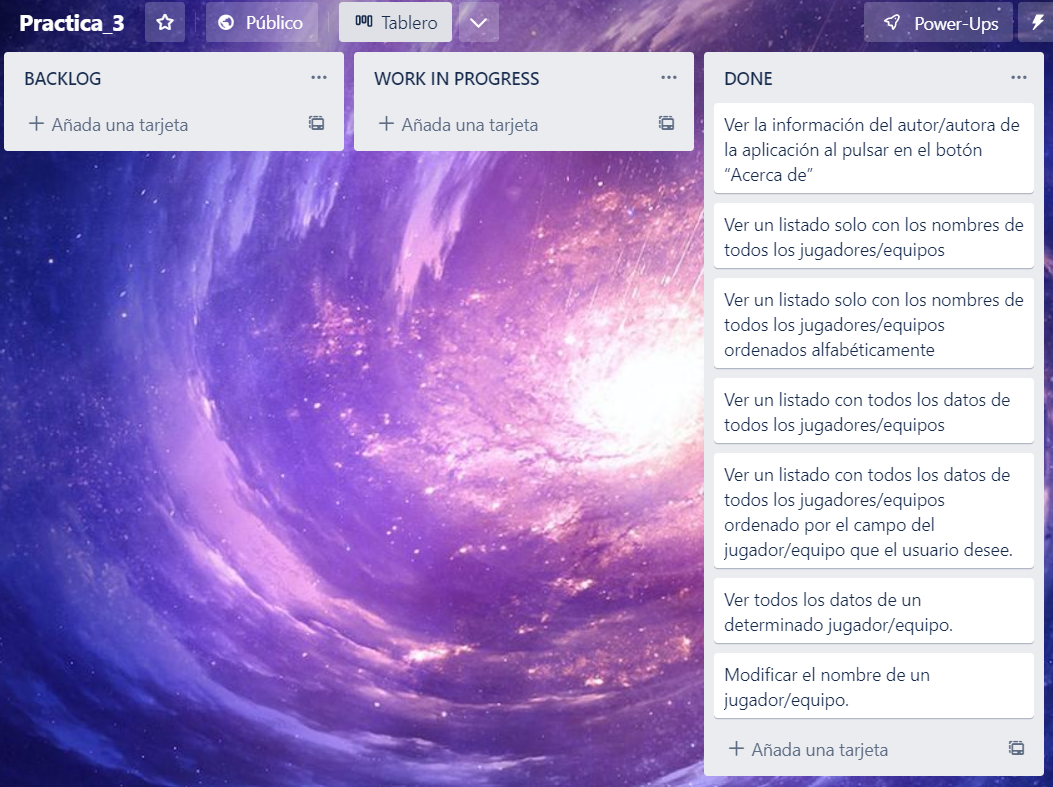 Practica_3
Público
Tablero
Power-Ups
BACKLOG
Añada una tarjeta
WORK IN PROGRESS
Añada una tarjeta
DONE
Ver la información del autor/autora de
la aplicación al pulsar en el botón
“Acerca de”
Ver un listado solo con los nombres de
todos los jugadores/equipos
Ver un listado solo con los nombres de
todos los jugadores/equipos
ordenados alfabéticamente
Ver un listado con todos los datos de
todos los jugadores/equipos
Ver un listado con todos los datos de
todos los jugadores/equipos
ordenado por el campo del
jugador/equipo que el usuario desee.
Ver todos los datos de un
determinado jugador/equipo.
Modificar el nombre de un
jugador/equipo.
Añada una tarjeta